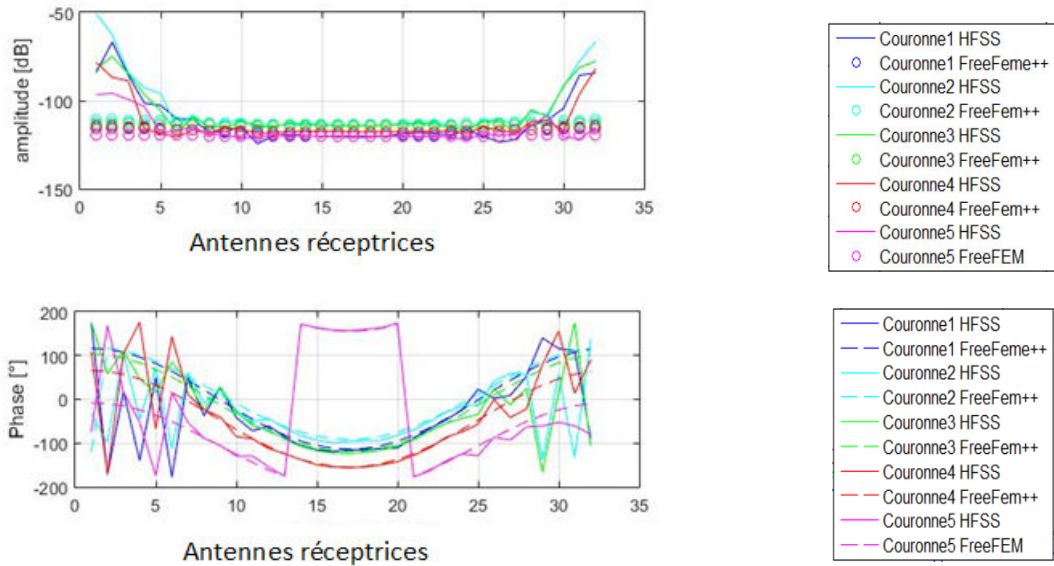 -50
-100
-150
amplitude [dB]
0 5 10 15 20 25 30 35
Antennes réceptrices
Couronne1 HFSS
Couronne1 FreeFeme++
Couronne2 HFSS
Couronne2 FreeFem++
Couronne3 HFSS
Couronne3 FreeFem++
Couronne4 HFSS
Couronne4 FreeFem++
Couronne5 HFSS
Couronne5 FreeFEM
200
100
0
-100
-200
Phase [°]
0 5 10 15 20 25 30 35
Antennes réceptrices
Couronne1 HFSS
Couronne1 FreeFeme++
Couronne2 HFSS
Couronne2 FreeFem++
Couronne3 HFSS
Couronne3 FreeFem++
Couronne4 HFSS
Couronne4 FreeFem++
Couronne5 HFSS
Couronne5 FreeFEM